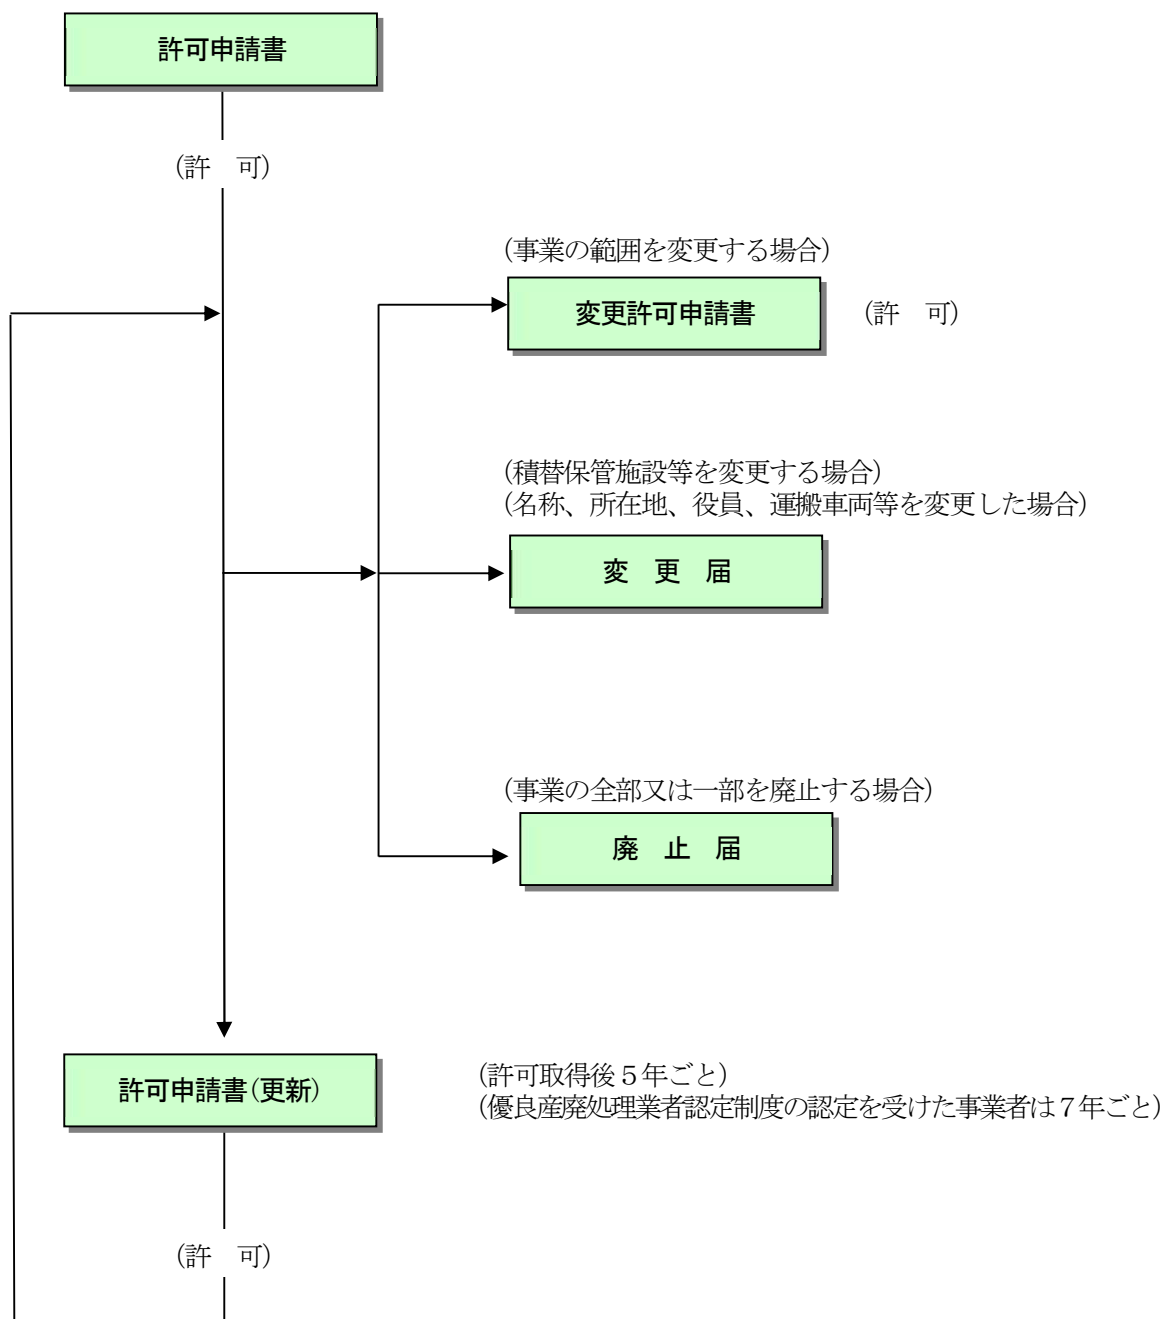 許可申請書
(許　可)
(事業の範囲を変更する場合)
変更許可申請書　(許　可)
(積替保管施設等を変更する場合)
(名称、所在地、役員、運搬車両等を変更した場合)
変　更　届
(事業の全部又は一部を廃止する場合)
廃　止　届
許可申請書(更新)
(許可取得後５年ごと)
(優良産廃処理業者認定制度の認定を受けた事業者は７年ごと)
(許　可)